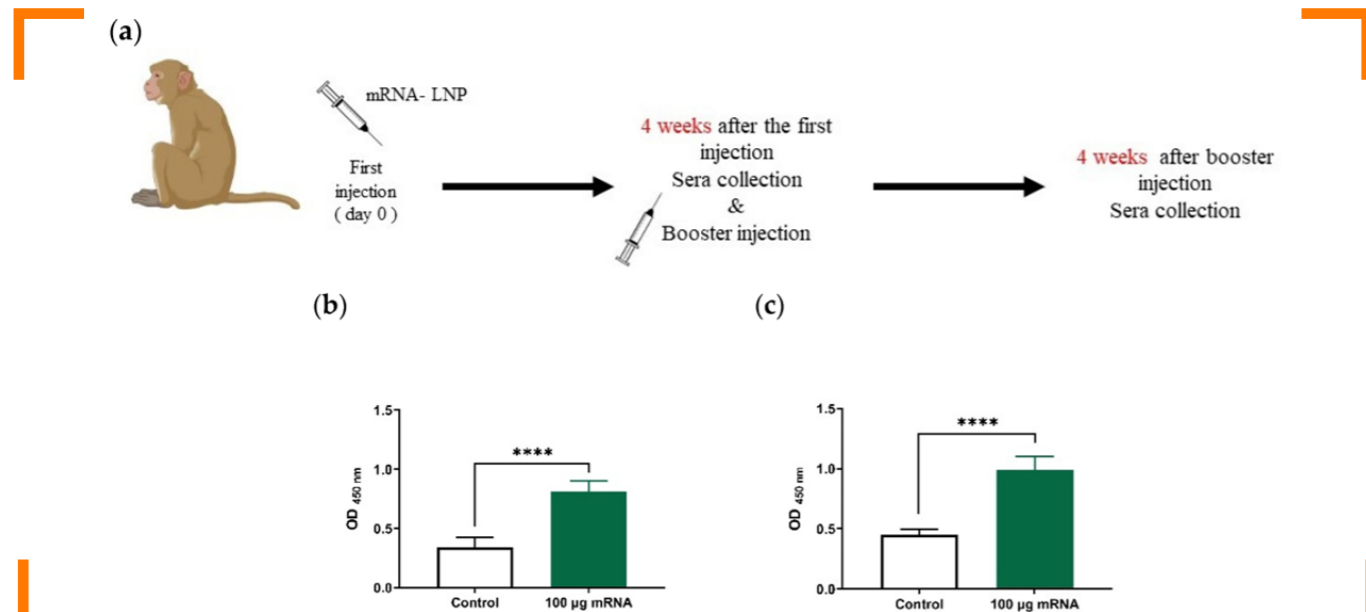 (a)
mRNA- LNP
First
injection
( day 0 )
4 weeks after the first
injection
Sera collection
&
Booster injection
4 weeks after booster
injection
Sera collection
(b)
1.5
1.0
0.5
0.0
OD 450 nm
****
Control
100 µg mRNA
(c)
1.5
1.0
0.5
0.0
OD 450 nm
****
Control
100 µg mRNA